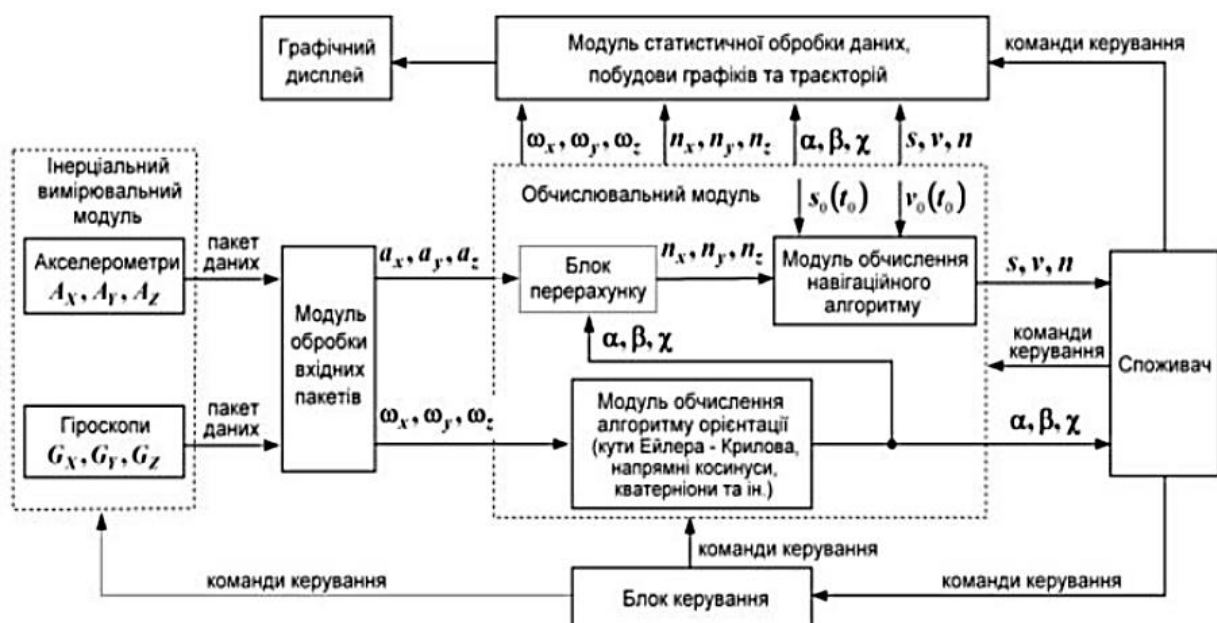 Графічний
дисплей
Модуль статистичної обробки даних,
побудови графіків та траєкторій
команди керування
ωx, ωy, ωz
nx, ny, nz
α, β, χ
s, v, n
Інерціальний
вимірювальний
модуль
Обчислювальний модуль
s₀(t₀)
v₀(t₀)
Акселерометри
AX, AY, AZ
пакет
даних
ax, ay, az
Блок
перерахунку
nx, ny, nz
Модуль обчислення
навігаційного
алгоритму
s, v, n
Модуль
обробки
вхідних
пакетів
α, β, χ
команди
керування
Споживач
Гіроскопи
GX, GY, GZ
пакет
даних
ωx, ωy, ωz
Модуль обчислення
алгоритму орієнтації
(кути Ейлера - Крилова,
напрямні косинуси,
кватерніони та ін.)
α, β, χ
команди керування
команди керування
Блок керування
команди керування